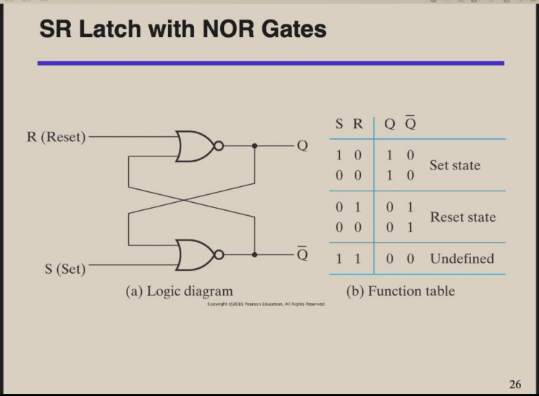 SR Latch with NOR Gates
R (Reset)
Q
Q̅
S (Set)
(a) Logic diagram
S R Q Q̅
1 0 1 0 Set state
0 0 1 0
0 1 0 1 Reset state
0 0 0 1
1 1 0 0 Undefined
(b) Function table
Copyright ©2013 Pearson Education, All Rights Reserved
26